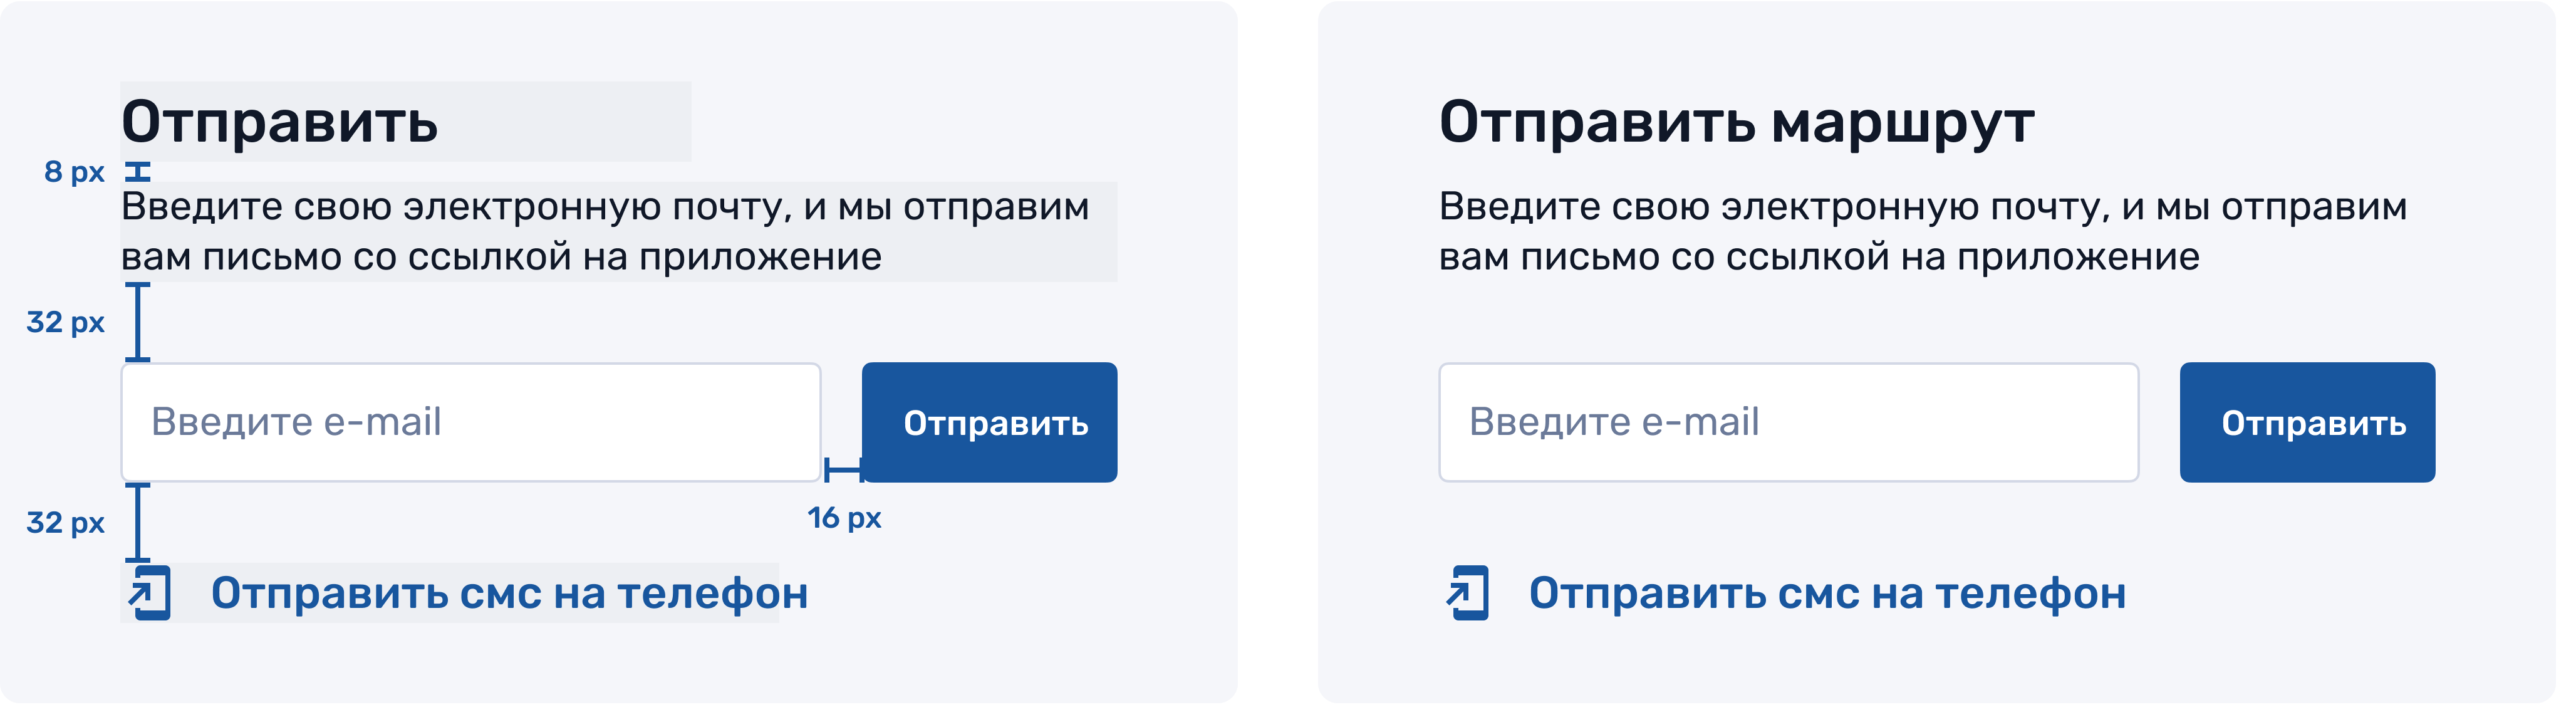 Отправить
8 px
Введите свою электронную почту, и мы отправим
вам письмо со ссылкой на приложение
32 px
Введите e-mail
Отправить
16 px
32 px
Отправить смс на телефон
Отправить маршрут
Введите свою электронную почту, и мы отправим
вам письмо со ссылкой на приложение
Введите e-mail
Отправить
Отправить смс на телефон